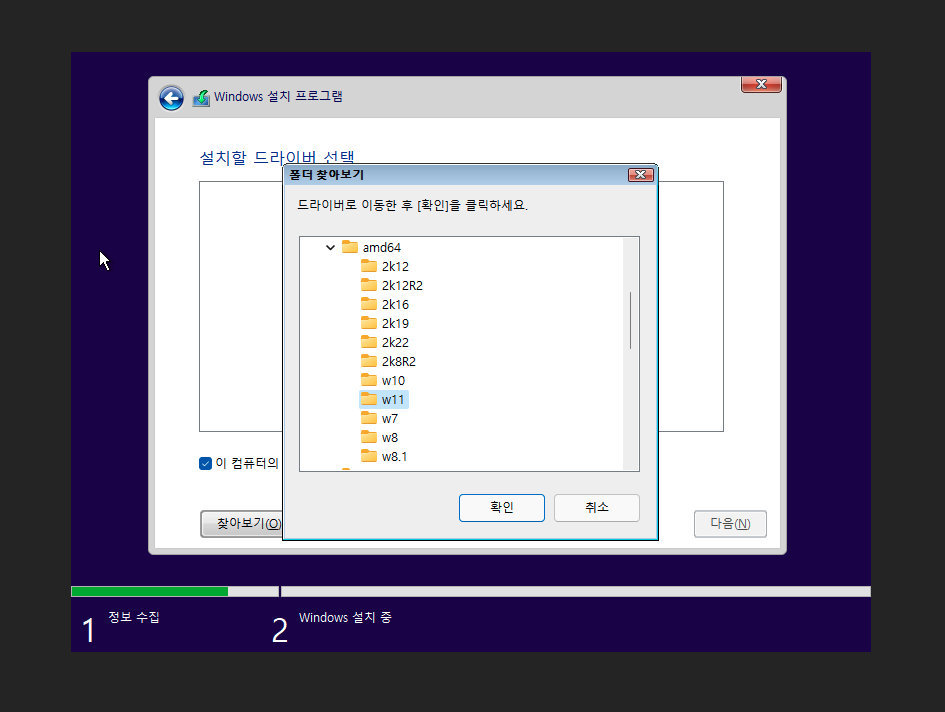 Windows 설치 프로그램
설치할 드라이버 선택
폴더 찾아보기
드라이버로 이동한 후 [확인]을 클릭하세요.
amd64
2k12
2k12R2
2k16
2k19
2k22
2k8R2
w10
w11
w7
w8
w8.1
이 컴퓨터의
확인
취소
찾아보기(O)
다음(N)
1 정보 수집
2 Windows 설치 중